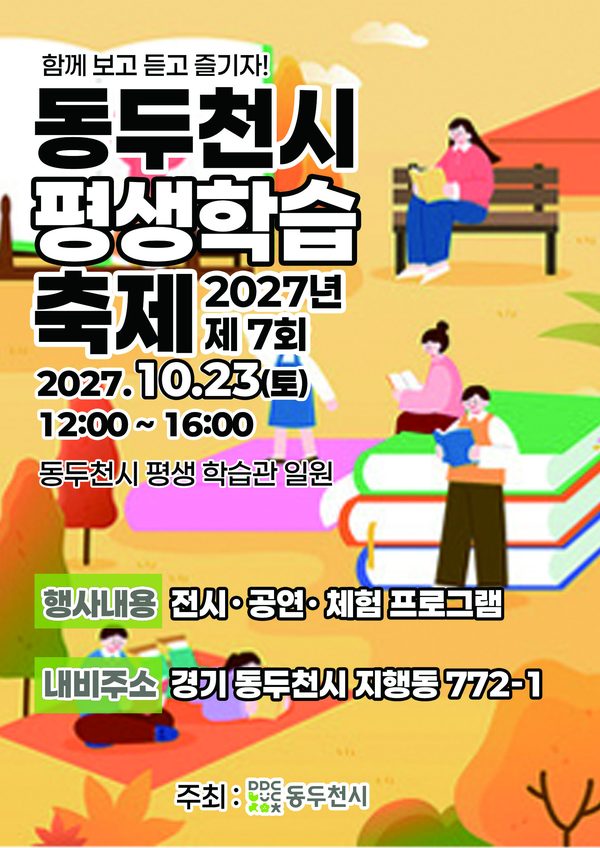 함께 보고 듣고 즐기자!
동두천시
평생학습
축제 2027년 제 7회
2027. 10.23(토)
12:00 ~ 16:00
동두천시 평생 학습관 일원
행사내용 전시·공연·체험 프로그램
내비주소 경기 동두천시 지행동 772-1
주최 : DDC 동두천시